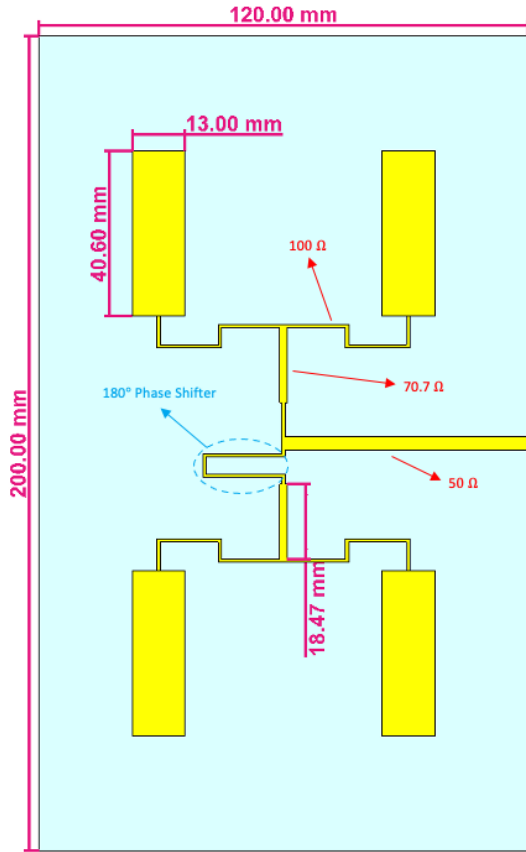 120.00 mm
13.00 mm
40.60 mm
100 Ω
70.7 Ω
180° Phase Shifter
200.00 mm
50 Ω
18.47 mm